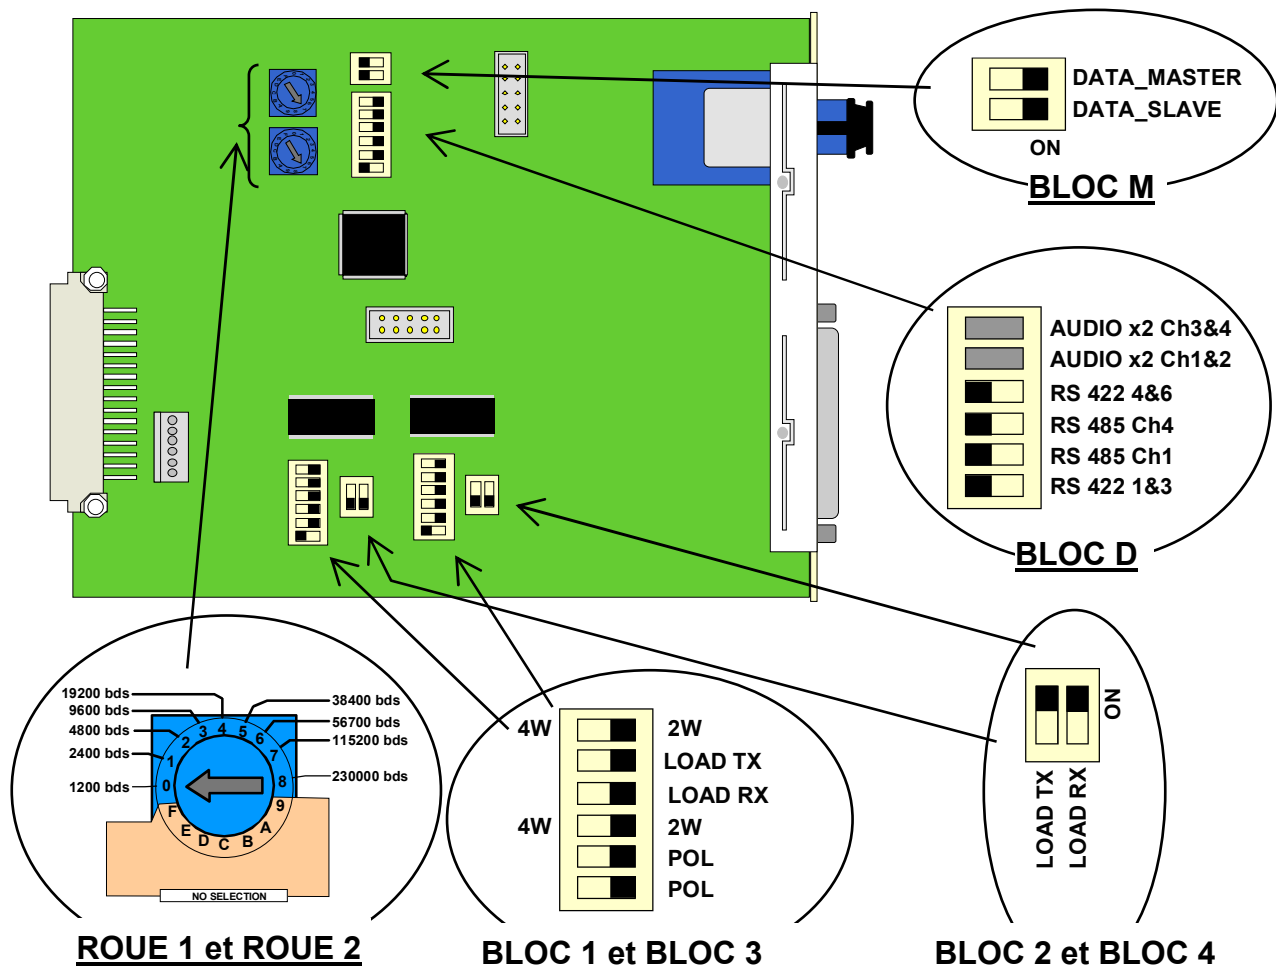 DATA_MASTER
DATA_SLAVE
ON
BLOC M
AUDIO x2 Ch3&4
AUDIO x2 Ch1&2
RS 422 4&6
RS 485 Ch4
RS 485 Ch1
RS 422 1&3
BLOC D
19200 bds
9600 bds
4800 bds
2400 bds
1200 bds
38400 bds
56700 bds
115200 bds
230000 bds
0
1
2
3
4
5
6
7
8
9
A
B
C
D
E
F
NO SELECTION
ROUE 1 et ROUE 2
4W 2W
LOAD TX
LOAD RX
4W 2W
POL
POL
BLOC 1 et BLOC 3
ON
LOAD TX
LOAD RX
BLOC 2 et BLOC 4